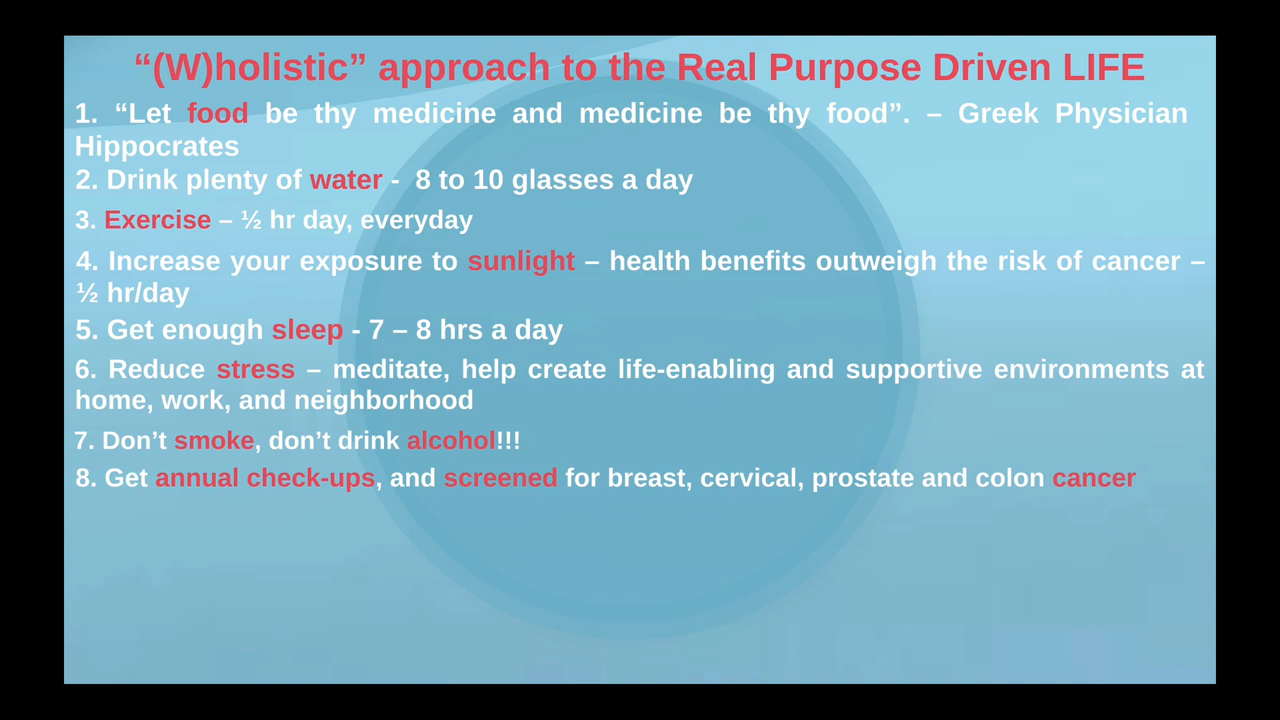 “(W)holistic” approach to the Real Purpose Driven LIFE
1. “Let food be thy medicine and medicine be thy food”. – Greek Physician
Hippocrates
2. Drink plenty of water - 8 to 10 glasses a day
3. Exercise – ½ hr day, everyday
4. Increase your exposure to sunlight – health benefits outweigh the risk of cancer –
½ hr/day
5. Get enough sleep - 7 – 8 hrs a day
6. Reduce stress – meditate, help create life-enabling and supportive environments at
home, work, and neighborhood
7. Don’t smoke, don’t drink alcohol!!!
8. Get annual check-ups, and screened for breast, cervical, prostate and colon cancer